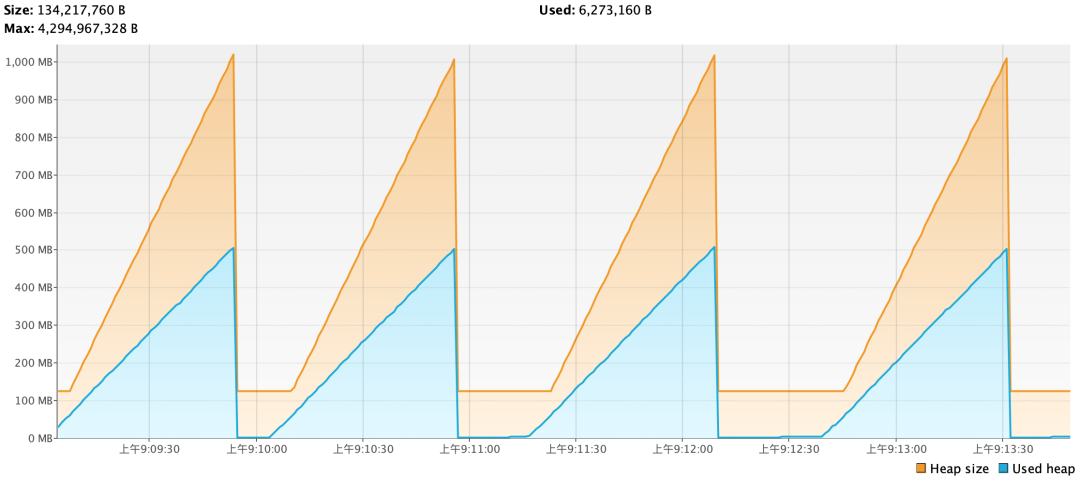 Size: 134,217,760 B
Used: 6,273,160 B
Max: 4,294,967,328 B
1,000 MB
900 MB
800 MB
700 MB
600 MB
500 MB
400 MB
300 MB
200 MB
100 MB
0 MB
上午9:09:30 上午9:10:00 上午9:10:30 上午9:11:00 上午9:11:30 上午9:12:00 上午9:12:30 上午9:13:00 上午9:13:30
Heap size Used heap